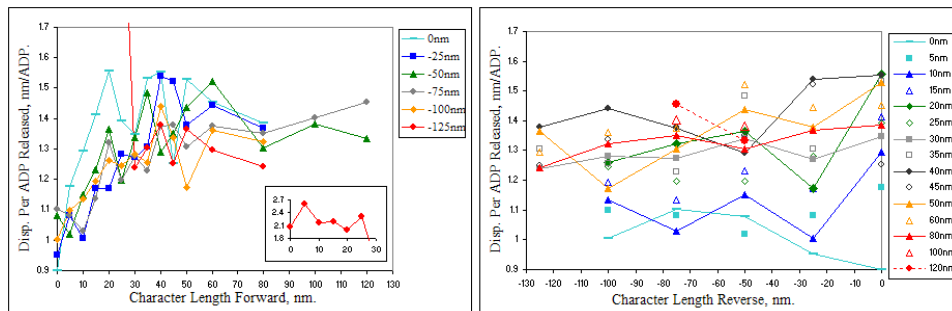 Disp. Per ADP Released, nm/ADP.
1.7
1.6
1.5
1.4
1.3
1.2
1.1
1
0.9
0 10 20 30 40 50 60 70 80 90 100 110 120 130
Character Length Forward, nm.
2.7
2.4
2.1
1.8
0 10 20 30
0nm
-25nm
-50nm
-75nm
-100nm
-125nm
Disp. Per ADP Released, mm/ADP.
1.7
1.6
1.5
1.4
1.3
1.2
1.1
1
0.9
-130 -120 -110 -100 -90 -80 -70 -60 -50 -40 -30 -20 -10 0
Character Length Reverse, nm.
0nm
5nm
10nm
15nm
20nm
25nm
30nm
35nm
40nm
45nm
50nm
60nm
80nm
100nm
120nm